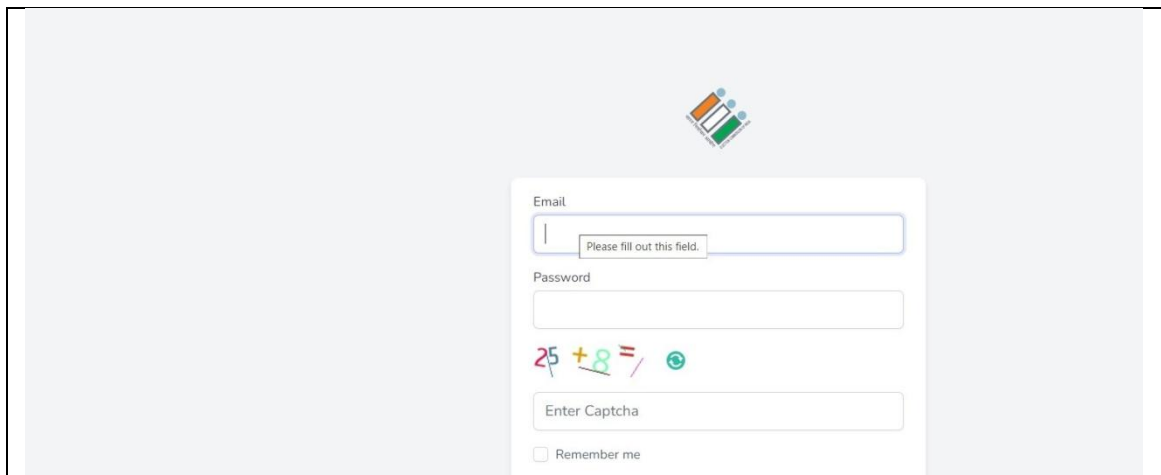 Email
Please fill out this field.
Password
25 + 8 =
Enter Captcha
Remember me